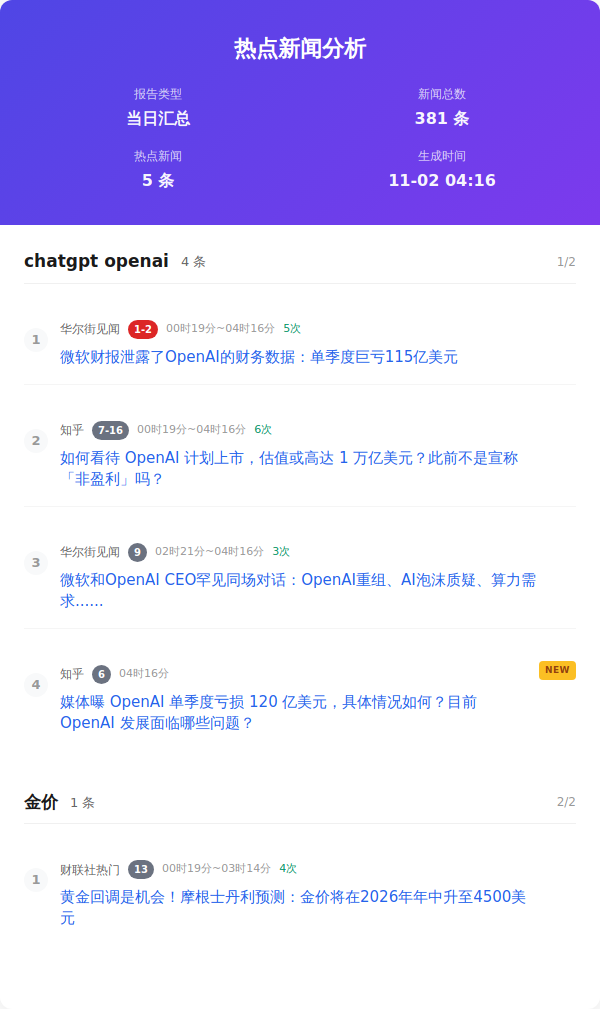 热点新闻分析
报告类型
新闻总数
当日汇总
381 条
热点新闻
生成时间
5 条
11-02 04:16
chatgpt openai 4 条 1/2
1
华尔街见闻 1-2 00时19分~04时16分 5次
微软财报泄露了OpenAI的财务数据：单季度巨亏115亿美元
2
知乎 7-16 00时19分~04时16分 6次
如何看待 OpenAI 计划上市，估值或高达 1 万亿美元？此前不是宣称
「非盈利」吗？
3
华尔街见闻 9 02时21分~04时16分 3次
微软和OpenAI CEO罕见同场对话：OpenAI重组、AI泡沫质疑、算力需
求……
4
知乎 6 04时16分 NEW
媒体曝 OpenAI 单季度亏损 120 亿美元，具体情况如何？目前
OpenAI 发展面临哪些问题？
金价 1 条 2/2
1
财联社热门 13 00时19分~03时14分 4次
黄金回调是机会！摩根士丹利预测：金价将在2026年年中升至4500美
元